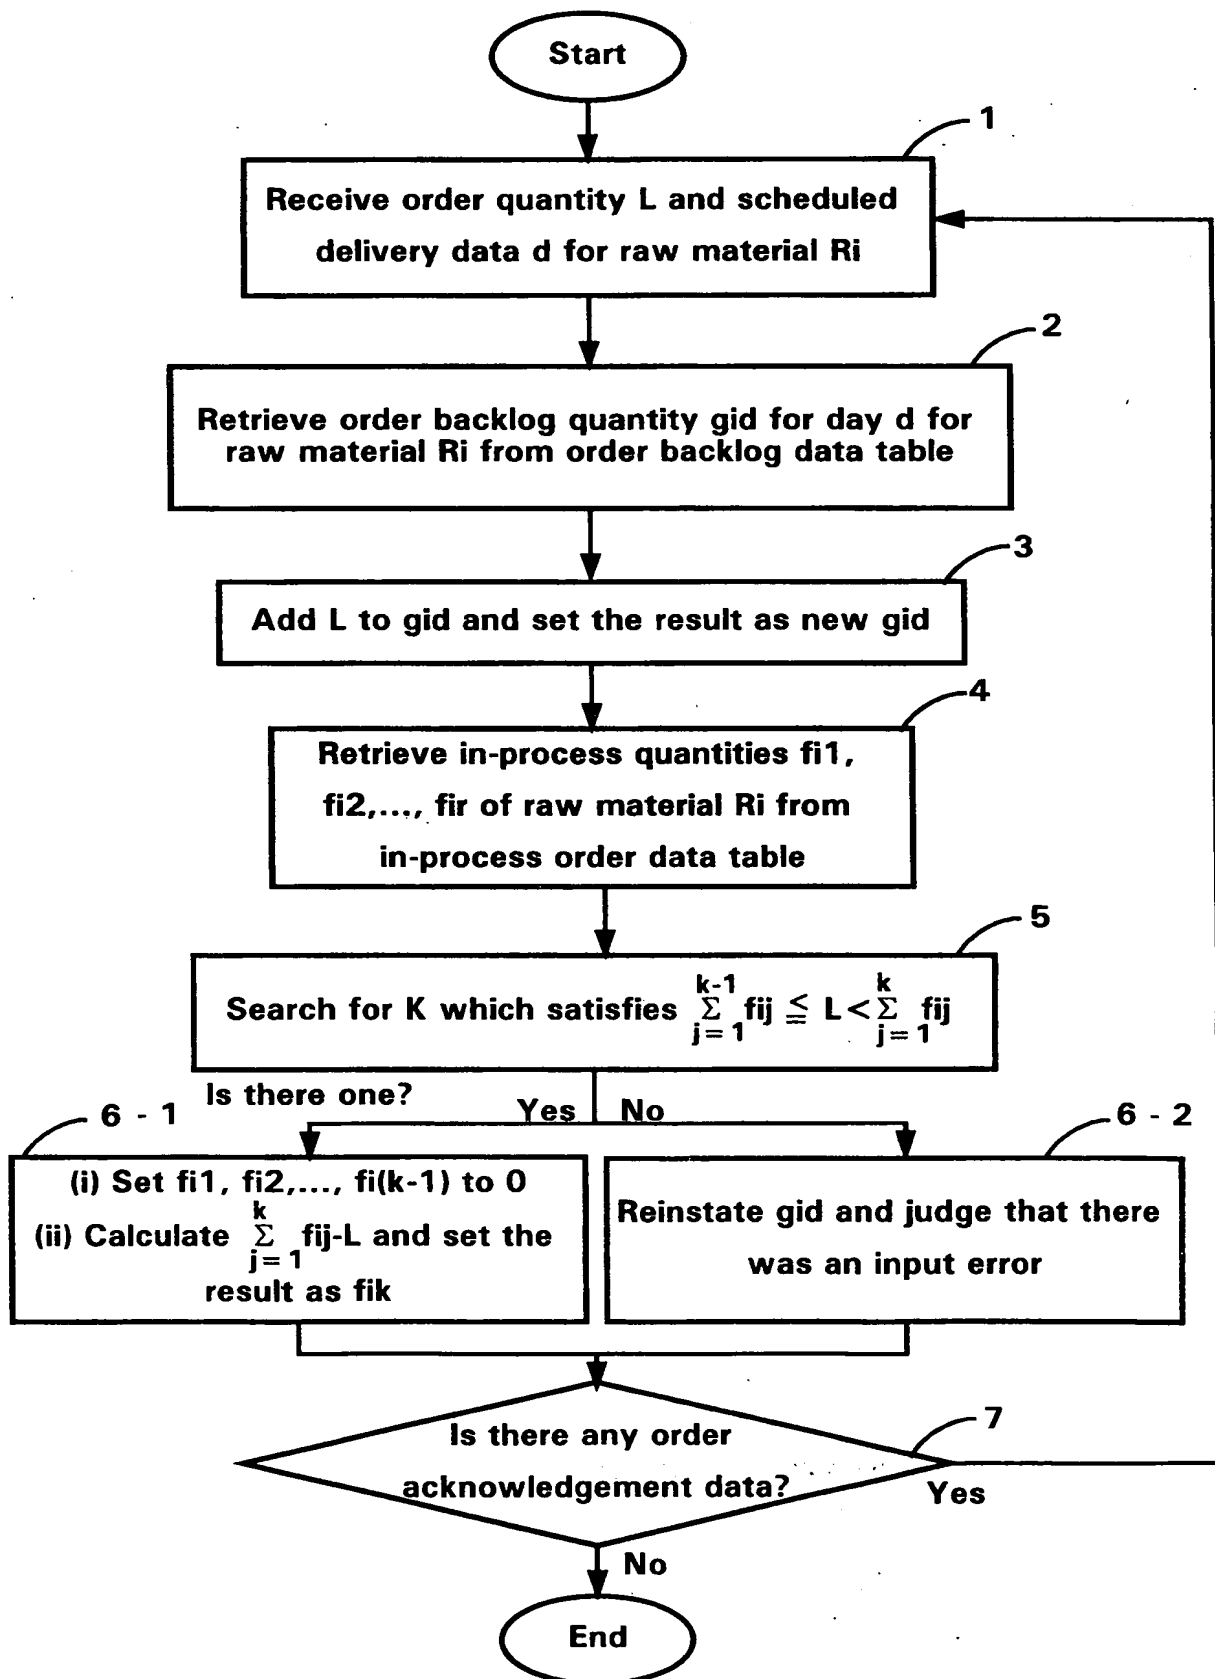 Start
1
Receive order quantity L and scheduled
delivery data d for raw material Ri
2
Retrieve order backlog quantity gid for day d for
raw material Ri from order backlog data table
3
Add L to gid and set the result as new gid
4
Retrieve in-process quantities fi1,
fi2,..., fir of raw material Ri from
in-process order data table
5
Search for K which satisfies \sum_{j=1}^{k-1} fij ≦ L < \sum_{j=1}^{k} fij
Is there one?
Yes No
6 - 1
(i) Set fi1, fi2,..., fi(k-1) to 0
(ii) Calculate \sum_{j=1}^{k} fij-L and set the
result as fik
6 - 2
Reinstate gid and judge that there
was an input error
7
Is there any order
acknowledgement data?
Yes
No
End